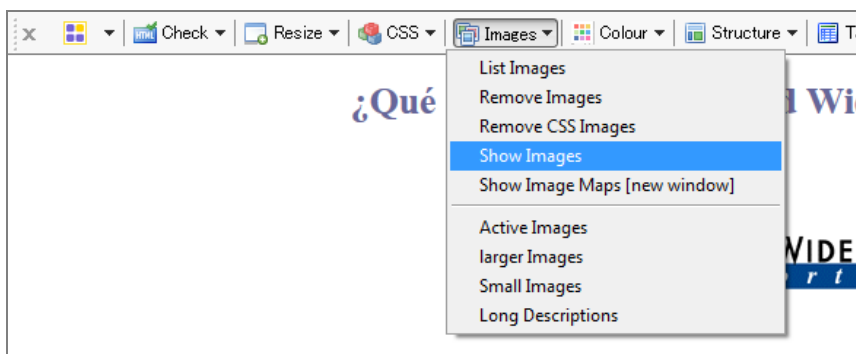 x Check Resize CSS Images Colour Structure
List Images
¿Qué
Remove Images
d Wi
Remove CSS Images
Show Images
Show Image Maps [new window]
Active Images
larger Images
WIDE
Small Images
r t
Long Descriptions